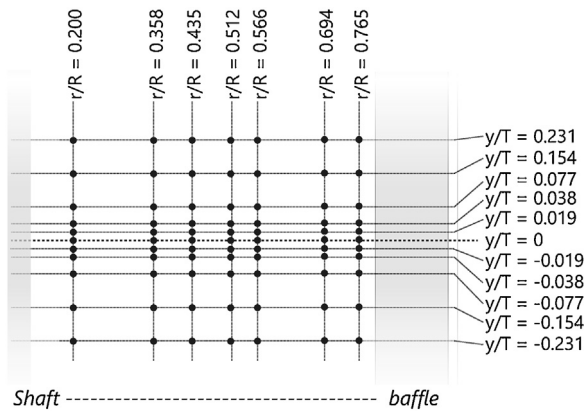 r/R = 0.200
r/R = 0.358
r/R = 0.435
r/R = 0.512
r/R = 0.566
r/R = 0.694
r/R = 0.765
y/T = 0.231
y/T = 0.154
y/T = 0.077
y/T = 0.038
y/T = 0.019
y/T = 0
y/T = -0.019
y/T = -0.038
y/T = -0.077
y/T = -0.154
y/T = -0.231
Shaft baffle